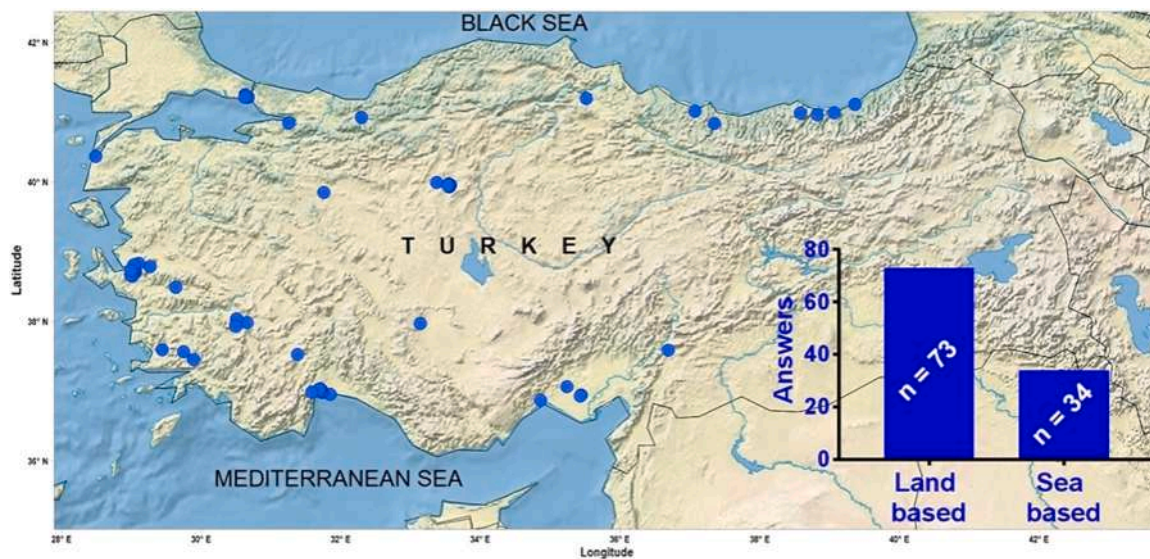 BLACK SEA
42° N
40° N
38° N
36° N
Latitude
T U R K E Y
MEDITERRANEAN SEA
80
60
40
20
0
Answers
n = 73
n = 34
Land based
Sea based
28° E
30° E
32° E
34° E
36° E
38° E
40° E
42° E
Longitude